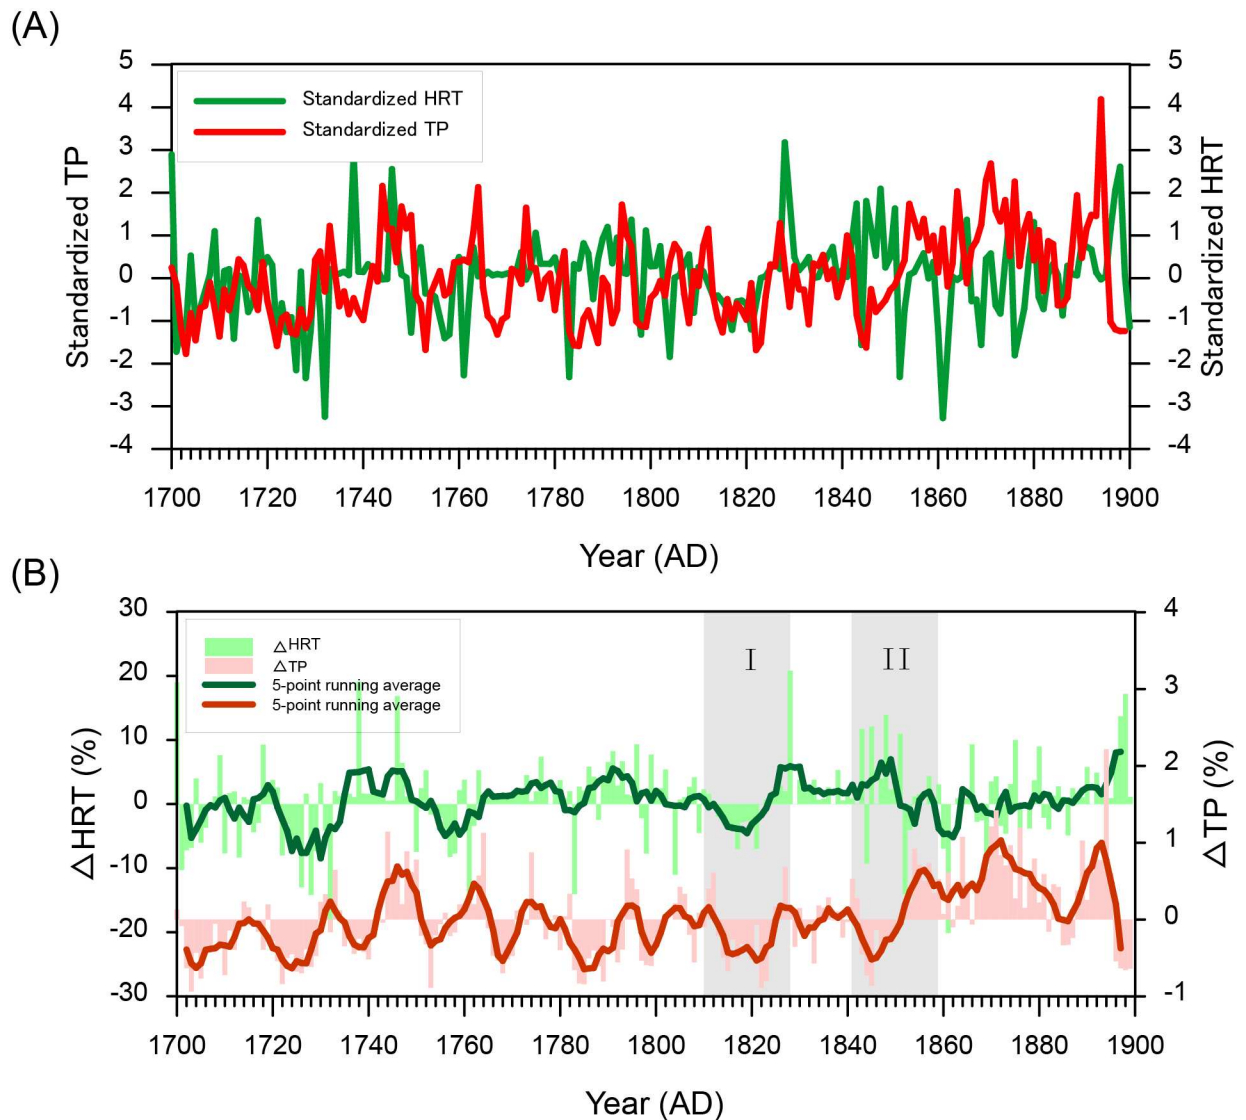 (A)
5 5
4 4
3 3
2 2
1 1
0 0
-1 -1
-2 -2
-3 -3
-4 -4
Standardized TP
Standardized HRT
Standardized HRT
Standardized TP
1700 1720 1740 1760 1780 1800 1820 1840 1860 1880 1900
Year (AD)
(B)
30 4
20 3
10 2
0 1
-10 0
-20 -1
-30
△HRT (%)
△TP (%)
△HRT
△TP
5-point running average
5-point running average
I II
1700 1720 1740 1760 1780 1800 1820 1840 1860 1880 1900
Year (AD)